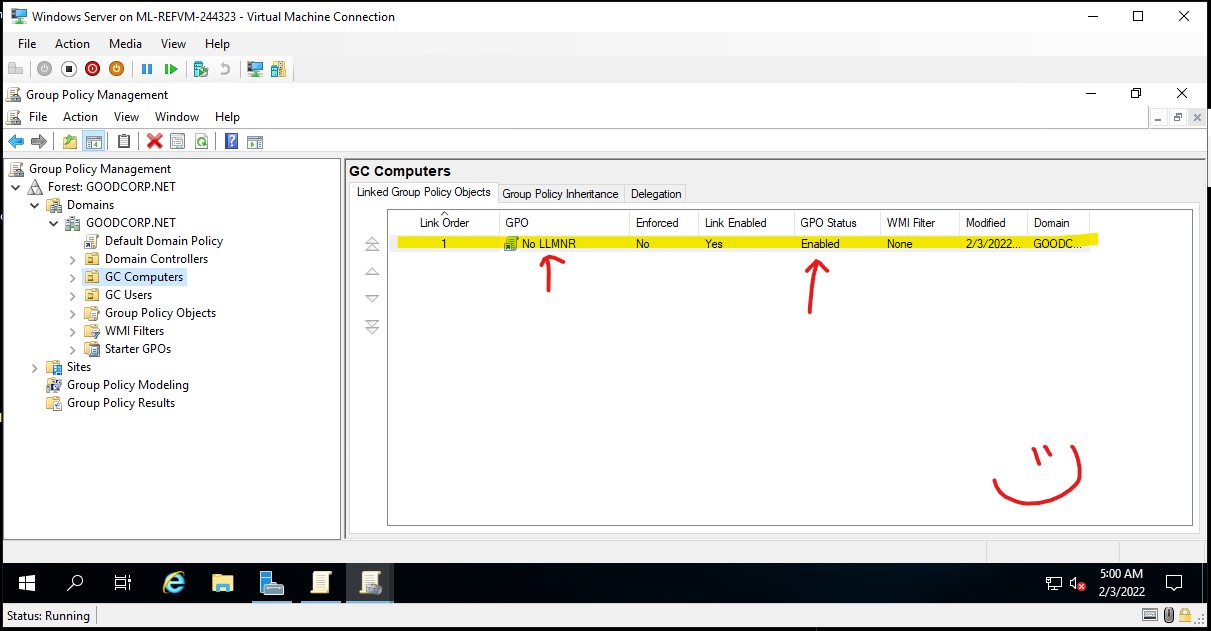 Windows Server on ML-REFVM-244323 - Virtual Machine Connection
File Action Media View Help
Group Policy Management
File Action View Window Help
Group Policy Management
Forest: GOODCORP.NET
Domains
GOODCORP.NET
Default Domain Policy
Domain Controllers
GC Computers
GC Users
Group Policy Objects
WMI Filters
Starter GPOs
Sites
Group Policy Modeling
Group Policy Results
GC Computers
Linked Group Policy Objects Group Policy Inheritance Delegation
Link Order GPO Enforced Link Enabled GPO Status WMI Filter Modified Domain
1 No LLMNR No Yes Enabled None 2/3/2022... GOODC...
5:00 AM
2/3/2022
Status: Running